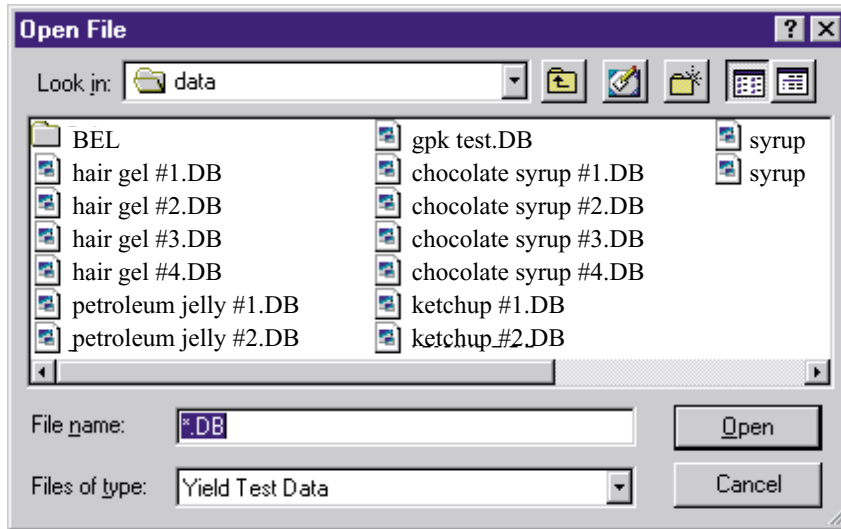 Open File
Look in: data
BEL
hair gel #1.DB
hair gel #2.DB
hair gel #3.DB
hair gel #4.DB
petroleum jelly #1.DB
petroleum jelly #2.DB
gpk test.DB
chocolate syrup #1.DB
chocolate syrup #2.DB
chocolate syrup #3.DB
chocolate syrup #4.DB
ketchup #1.DB
ketchup #2.DB
syrup
syrup
File name: *.DB
Open
Files of type: Yield Test Data
Cancel